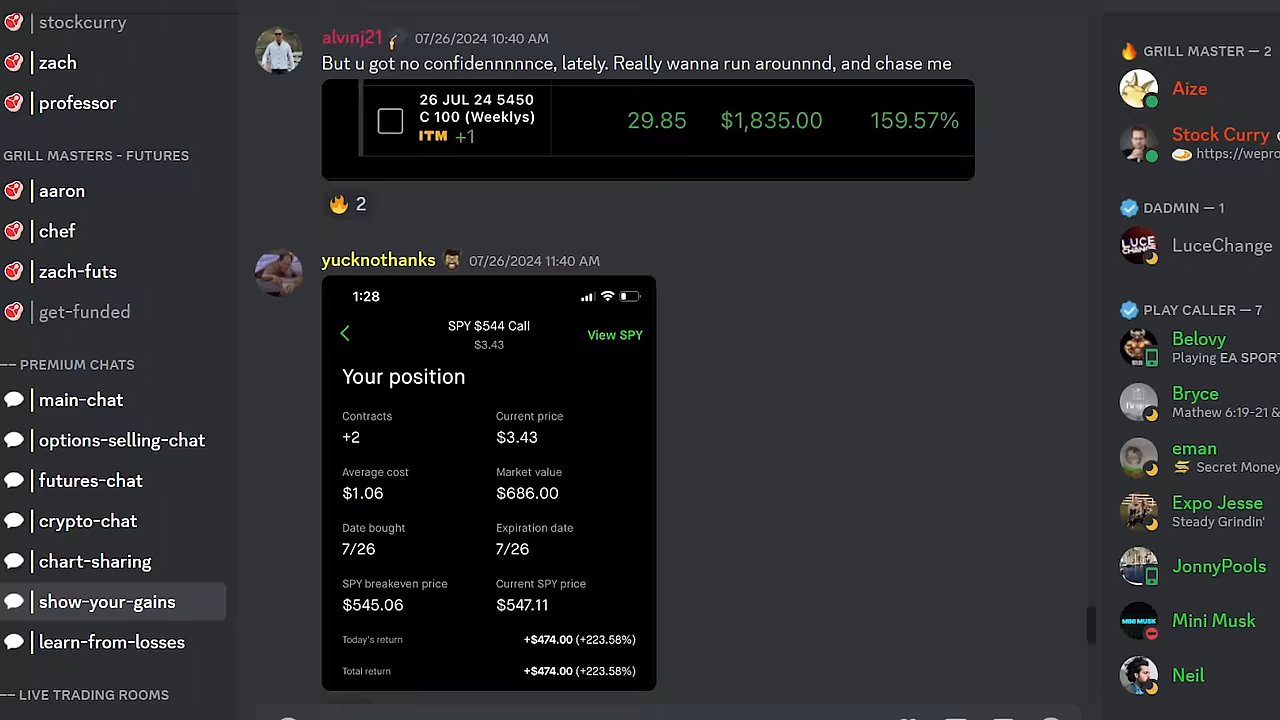 stockcurry
zach
professor
GRILL MASTERS - FUTURES
aaron
chef
zach-futs
get-funded
PREMIUM CHATS
main-chat
options-selling-chat
futures-chat
crypto-chat
chart-sharing
show-your-gains
learn-from-losses
LIVE TRADING ROOMS
alvinj21 07/26/2024 10:40 AM
But u got no confidennnnnce, lately. Really wanna run arounnnd, and chase me
26 JUL 24 5450
C 100 (Weeklys)
ITM +1
29.85 $1,835.00 159.57%
2
yucknothanks 07/26/2024 11:40 AM
1:28
SPY $544 Call
$3.43
View SPY
Your position
Contracts Current price
+2 $3.43
Average cost Market value
$1.06 $686.00
Date bought Expiration date
7/26 7/26
SPY breakeven price Current SPY price
$545.06 $547.11
Today's return +$474.00 (+223.58%)
Total return +$474.00 (+223.58%)
GRILL MASTER — 2
Aize
Stock Curry
https://wepro
DADMIN — 1
LUCE CHANGE
LuceChange
PLAY CALLER — 7
Belovy
Playing EA SPORT
Bryce
Mathew 6:19-21 &
eman
Secret Money
Expo Jesse
Steady Grindin'
JonnyPools
MINI MUSK
Mini Musk
Neil